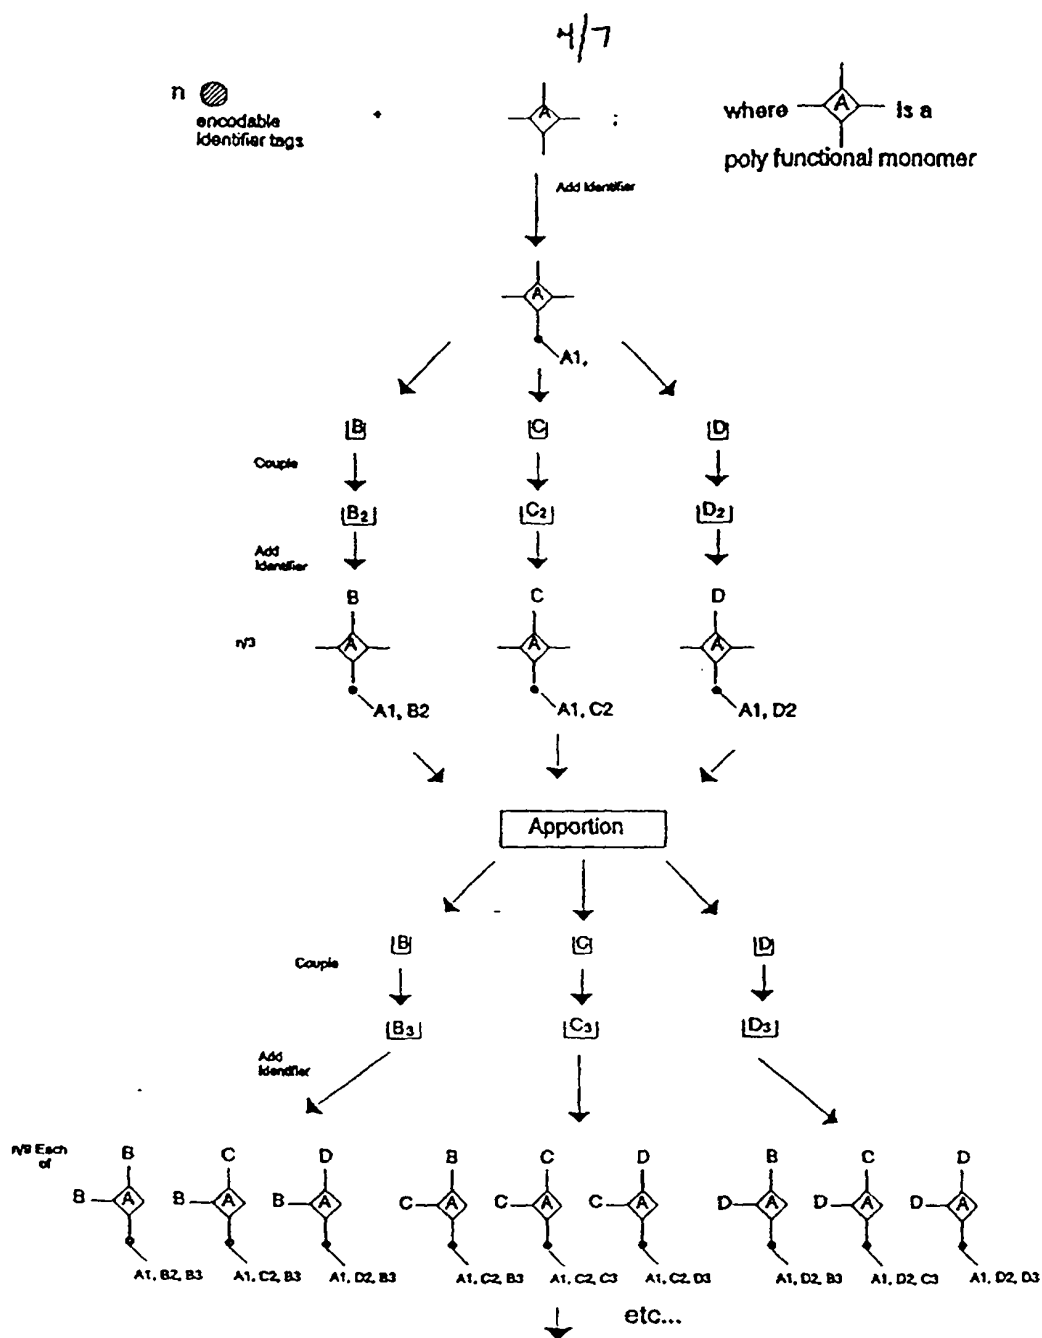 4/7
n
encodable
identifier tags
+
A
;
where A is a
poly functional monomer
Add Identifier
A
A1,
B C D
Couple
B2 C2 D2
Add
Identifier
B C D
n/3
A A A
A1, B2 A1, C2 A1, D2
Apportion
B C D
Couple
B3 C3 D3
Add
Identifier
n/9 Each
of
B C D B C D B C D
B A B A B A C A C A C A D A D A D A
A1, B2, B3 A1, C2, B3 A1, D2, B3 A1, C2, B3 A1, C2, C3 A1, C2, D3 A1, D2, B3 A1, D2, C3 A1, D2, D3
etc...